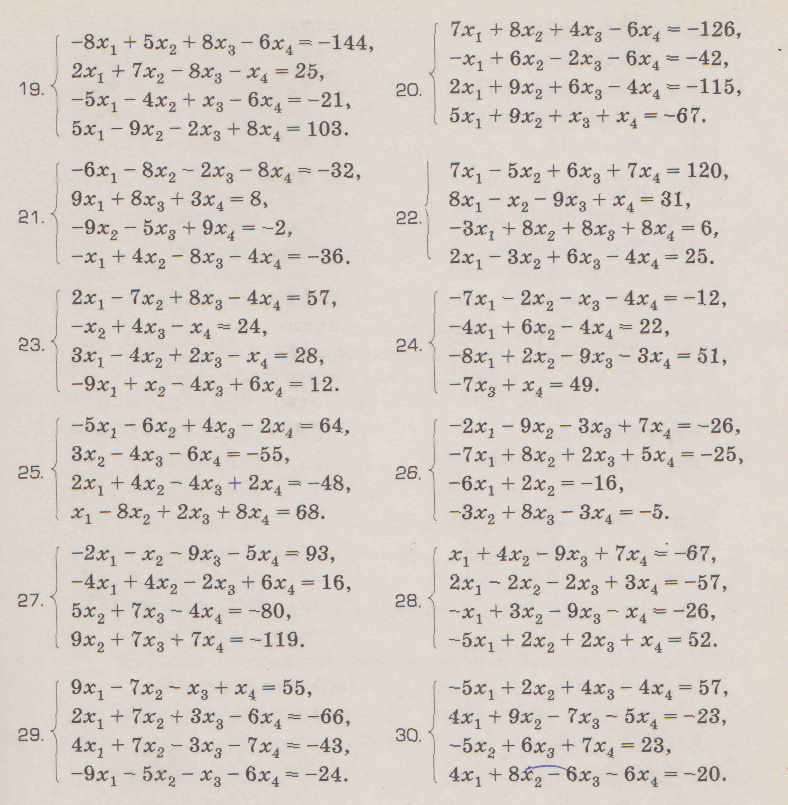 19.
-8x₁ + 5x₂ + 8x₃ - 6x₄ = -144,
2x₁ + 7x₂ - 8x₃ - x₄ = 25,
-5x₁ - 4x₂ + x₃ - 6x₄ = -21,
5x₁ - 9x₂ - 2x₃ + 8x₄ = 103.
20.
7x₁ + 8x₂ + 4x₃ - 6x₄ = -126,
-x₁ + 6x₂ - 2x₃ - 6x₄ = -42,
2x₁ + 9x₂ + 6x₃ - 4x₄ = -115,
5x₁ + 9x₂ + x₃ + x₄ = -67.
21.
-6x₁ - 8x₂ - 2x₃ - 8x₄ = -32,
9x₁ + 8x₃ + 3x₄ = 8,
-9x₂ - 5x₃ + 9x₄ = -2,
-x₁ + 4x₂ - 8x₃ - 4x₄ = -36.
22.
7x₁ - 5x₂ + 6x₃ + 7x₄ = 120,
8x₁ - x₂ - 9x₃ + x₄ = 31,
-3x₁ + 8x₂ + 8x₃ + 8x₄ = 6,
2x₁ - 3x₂ + 6x₃ - 4x₄ = 25.
23.
2x₁ - 7x₂ + 8x₃ - 4x₄ = 57,
-x₂ + 4x₃ - x₄ = 24,
3x₁ - 4x₂ + 2x₃ - x₄ = 28,
-9x₁ + x₂ - 4x₃ + 6x₄ = 12.
24.
-7x₁ - 2x₂ - x₃ - 4x₄ = -12,
-4x₁ + 6x₂ - 4x₄ = 22,
-8x₁ + 2x₂ - 9x₃ - 3x₄ = 51,
-7x₃ + x₄ = 49.
25.
-5x₁ - 6x₂ + 4x₃ - 2x₄ = 64,
3x₂ - 4x₃ - 6x₄ = -55,
2x₁ + 4x₂ - 4x₃ + 2x₄ = -48,
x₁ - 8x₂ + 2x₃ + 8x₄ = 68.
26.
-2x₁ - 9x₂ - 3x₃ + 7x₄ = -26,
-7x₁ + 8x₂ + 2x₃ + 5x₄ = -25,
-6x₁ + 2x₂ = -16,
-3x₂ + 8x₃ - 3x₄ = -5.
27.
-2x₁ - x₂ - 9x₃ - 5x₄ = 93,
-4x₁ + 4x₂ - 2x₃ + 6x₄ = 16,
5x₂ + 7x₃ - 4x₄ = -80,
9x₂ + 7x₃ + 7x₄ = -119.
28.
x₁ + 4x₂ - 9x₃ + 7x₄ = -67,
2x₁ - 2x₂ - 2x₃ + 3x₄ = -57,
-x₁ + 3x₂ - 9x₃ - x₄ = -26,
-5x₁ + 2x₂ + 2x₃ + x₄ = 52.
29.
9x₁ - 7x₂ - x₃ + x₄ = 55,
2x₁ + 7x₂ + 3x₃ - 6x₄ = -66,
4x₁ + 7x₂ - 3x₃ - 7x₄ = -43,
-9x₁ - 5x₂ - x₃ - 6x₄ = -24.
30.
-5x₁ + 2x₂ + 4x₃ - 4x₄ = 57,
4x₁ + 9x₂ - 7x₃ - 5x₄ = -23,
-5x₂ + 6x₃ + 7x₄ = 23,
4x₁ + 8x₂ - 6x₃ - 6x₄ = -20.